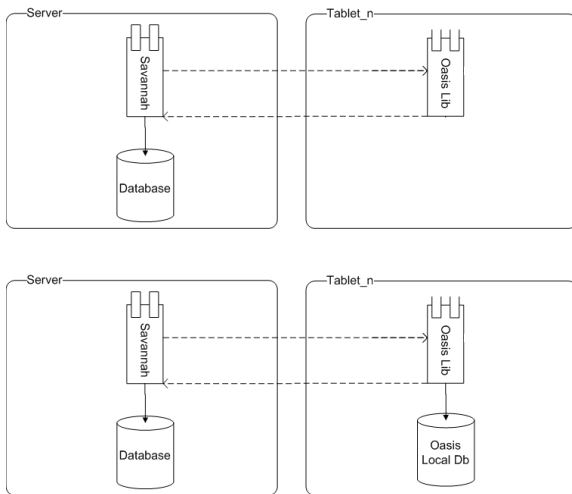 Server
Tablet_n
Savannah
Oasis Lib
Database
Server
Tablet_n
Savannah
Oasis Lib
Database
Oasis
Local Db